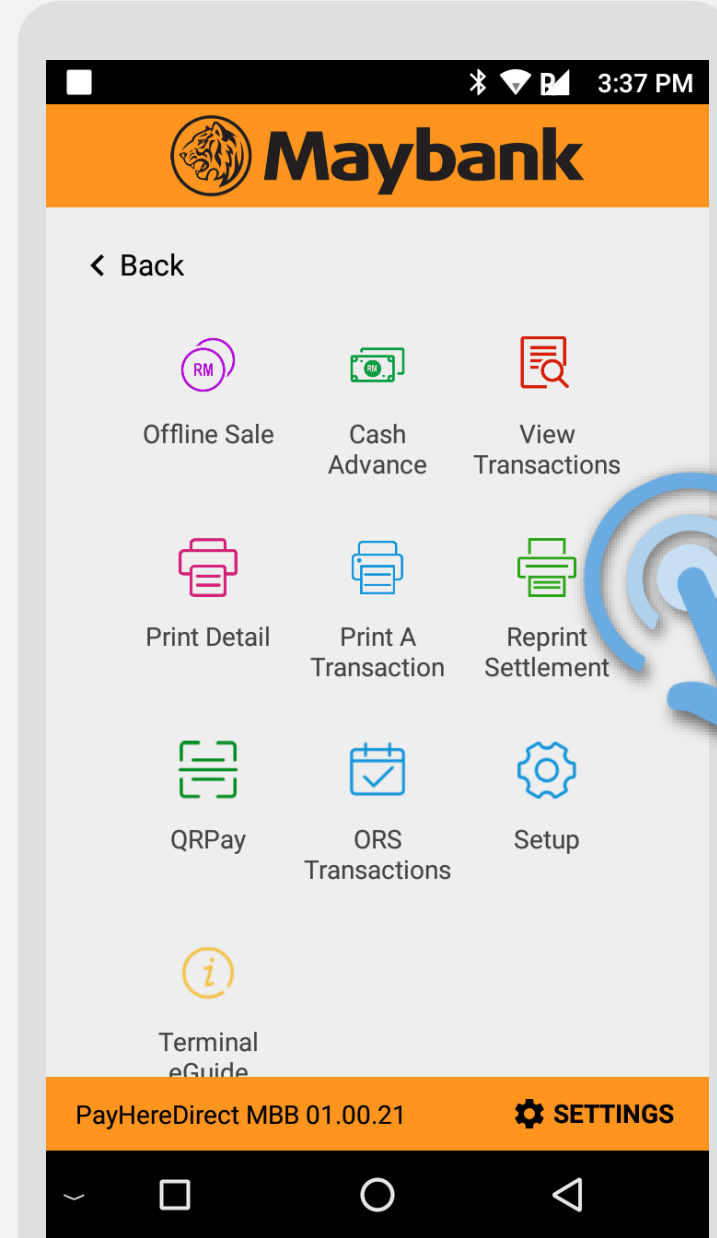 3:37 PM
Maybank
Back
RM
RM
Offline Sale
Cash
Advance
View
Transactions
Print Detail
Print A
Transaction
Reprint
Settlement
QRPay
ORS
Transactions
Setup
i
Terminal
eGuide
PayHereDirect MBB 01.00.21
SETTINGS